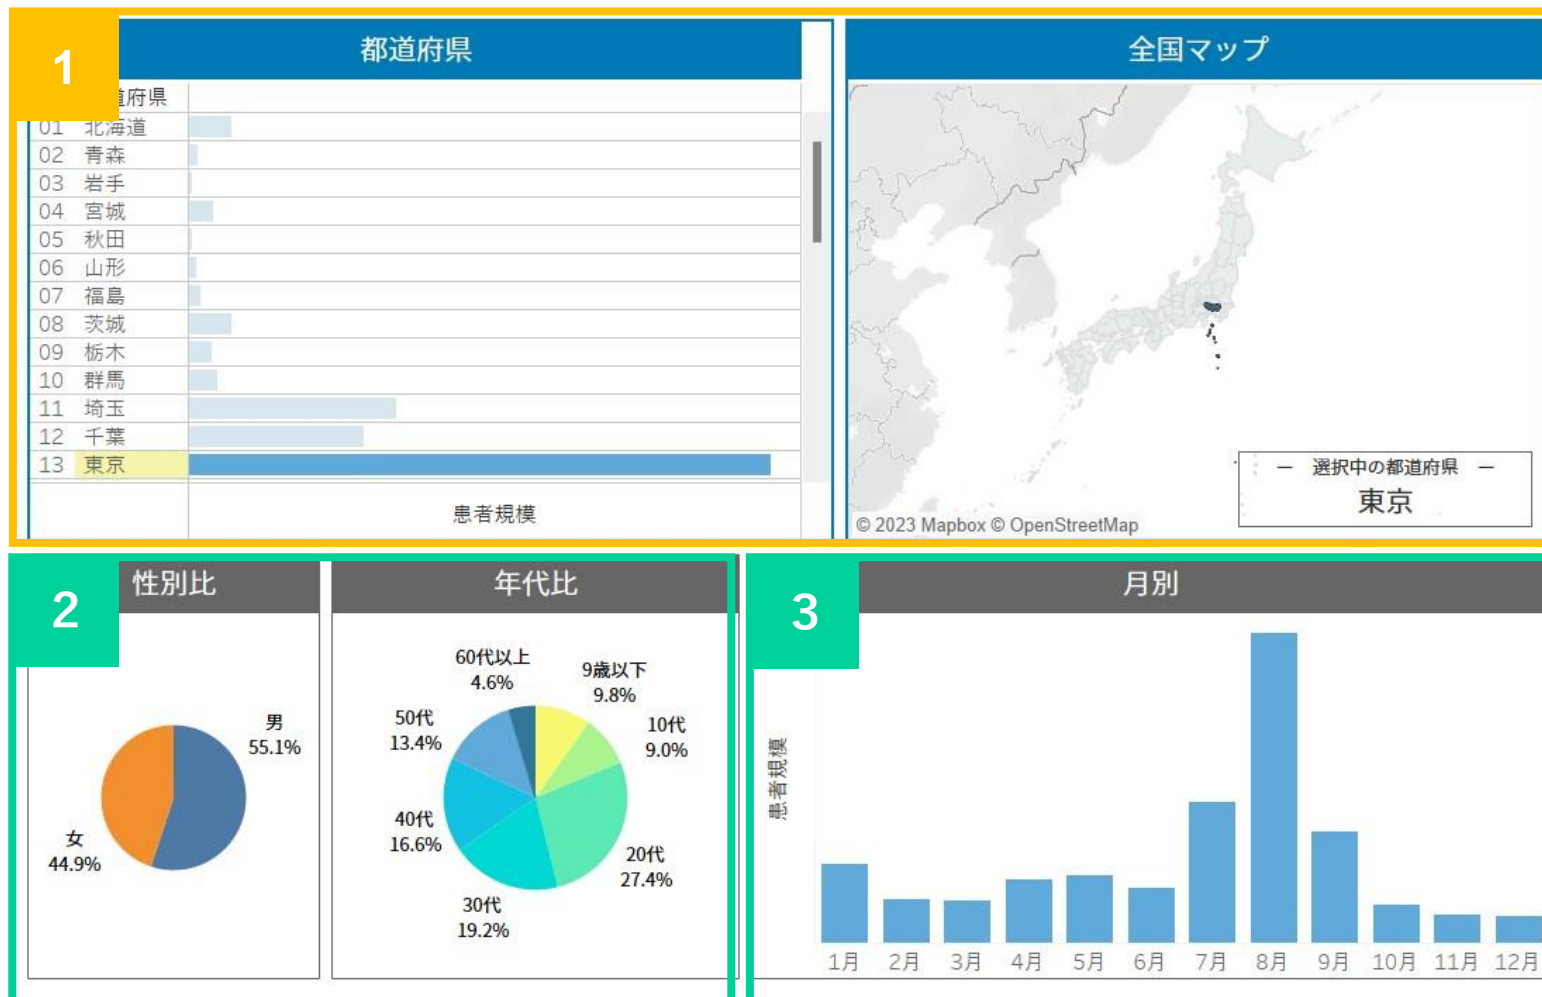 1
都道府県
道府県
01 北海道
02 青森
03 岩手
04 宮城
05 秋田
06 山形
07 福島
08 茨城
09 栃木
10 群馬
11 埼玉
12 千葉
13 東京
患者規模
全国マップ
― 選択中の都道府県 ―
東京
© 2023 Mapbox © OpenStreetMap
2
性別比
男
55.1%
女
44.9%
年代比
60代以上
4.6%
9歳以下
9.8%
50代
13.4%
10代
9.0%
40代
16.6%
20代
27.4%
30代
19.2%
3
月別
患者規模
1月 2月 3月 4月 5月 6月 7月 8月 9月 10月 11月 12月